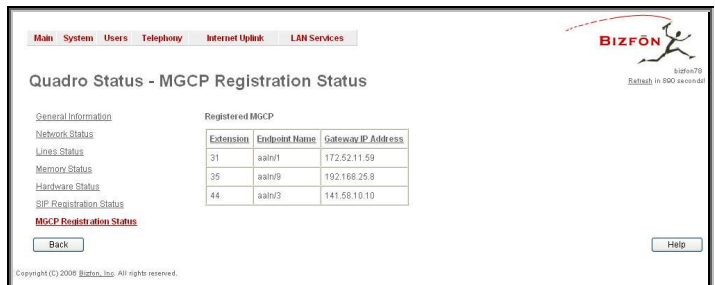 Main System Users Telephony Internet Uplink LAN Services
BIZFŌN
bizfon78
Refresh in 890 seconds!
Quadro Status - MGCP Registration Status
General Information
Network Status
Lines Status
Memory Status
Hardware Status
SIP Registration Status
MGCP Registration Status
Registered MGCP
Extension Endpoint Name Gateway IP Address
31 aaln/1 172.52.11.59
35 aaln/9 192.168.25.8
44 aaln/3 141.58.10.10
Back
Help
Copyright (C) 2006 Bizfon, Inc. All rights reserved.